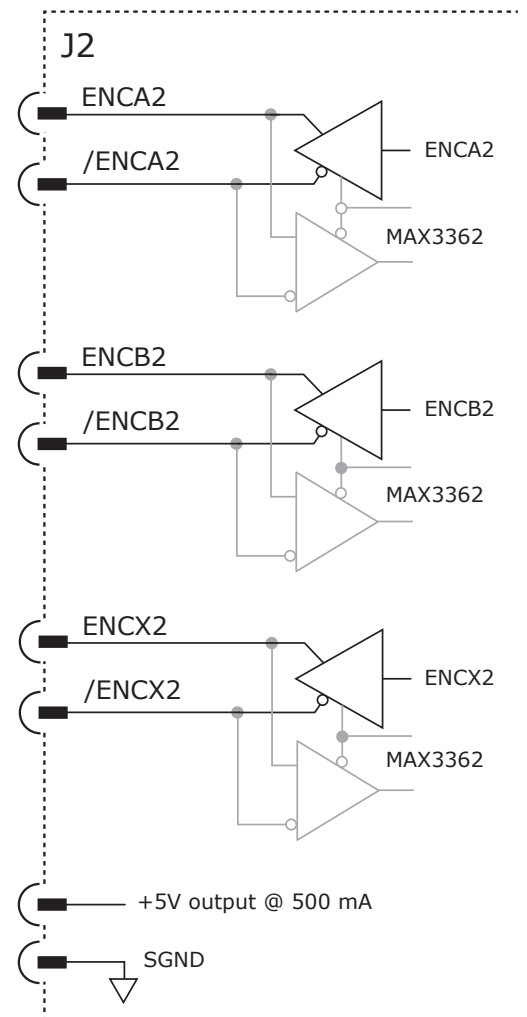 J2
ENCA2
/ENCA2
ENCA2
MAX3362
ENCB2
/ENCB2
ENCB2
MAX3362
ENCX2
/ENCX2
ENCX2
MAX3362
+5V output @ 500 mA
SGND